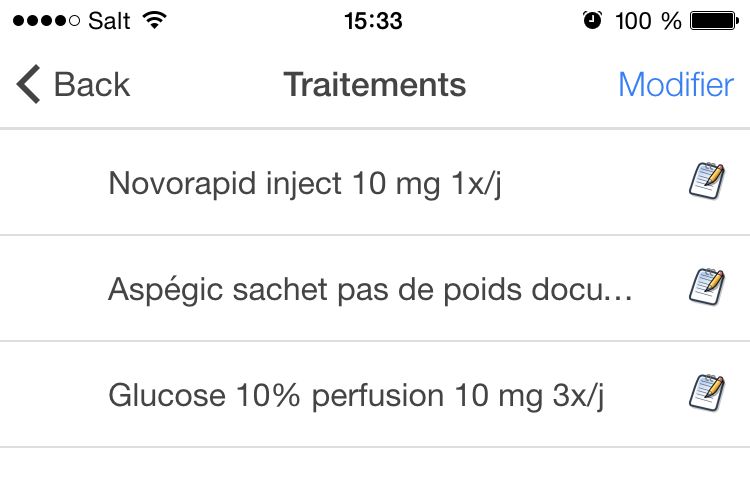 Salt 15:33 100 %
Back Traitements Modifier
Novorapid inject 10 mg 1x/j
Aspégic sachet pas de poids docu...
Glucose 10% perfusion 10 mg 3x/j